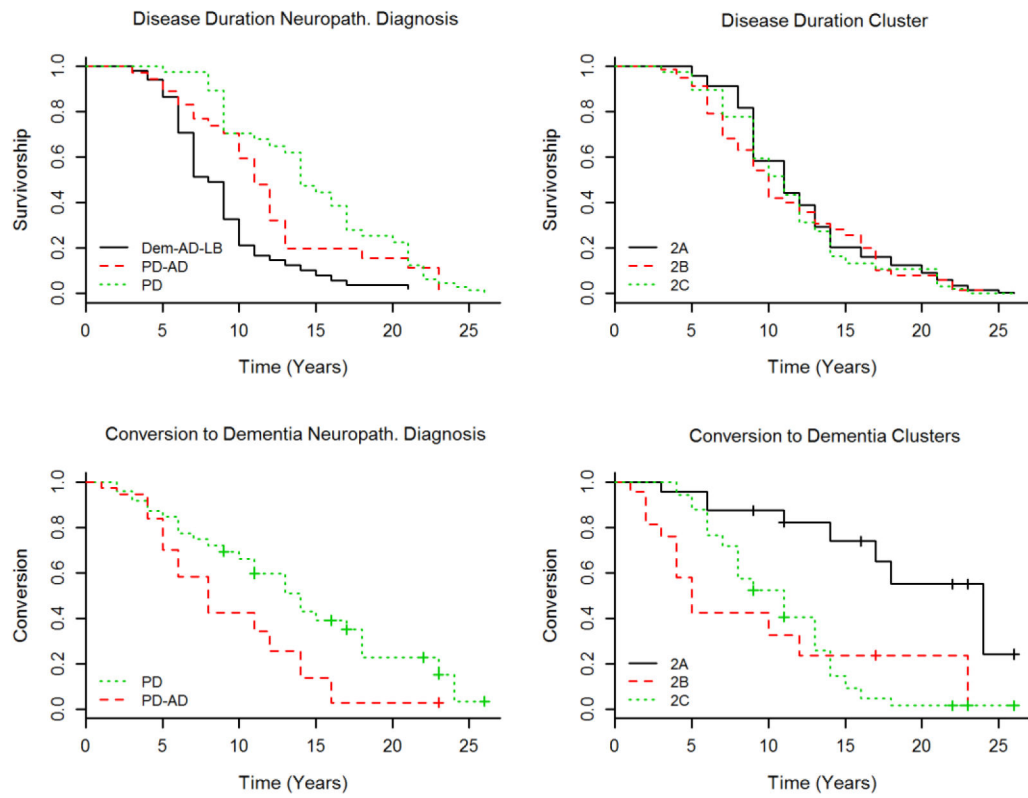 Disease Duration Neuropath. Diagnosis
Survivorship
1.0
0.8
0.6
0.4
0.2
0.0
Dem-AD-LB
PD-AD
PD
0 5 10 15 20 25
Time (Years)
Disease Duration Cluster
Survivorship
1.0
0.8
0.6
0.4
0.2
0.0
2A
2B
2C
0 5 10 15 20 25
Time (Years)
Conversion to Dementia Neuropath. Diagnosis
Conversion
1.0
0.8
0.6
0.4
0.2
0.0
PD
PD-AD
0 5 10 15 20 25
Time (Years)
Conversion to Dementia Clusters
Conversion
1.0
0.8
0.6
0.4
0.2
0.0
2A
2B
2C
0 5 10 15 20 25
Time (Years)